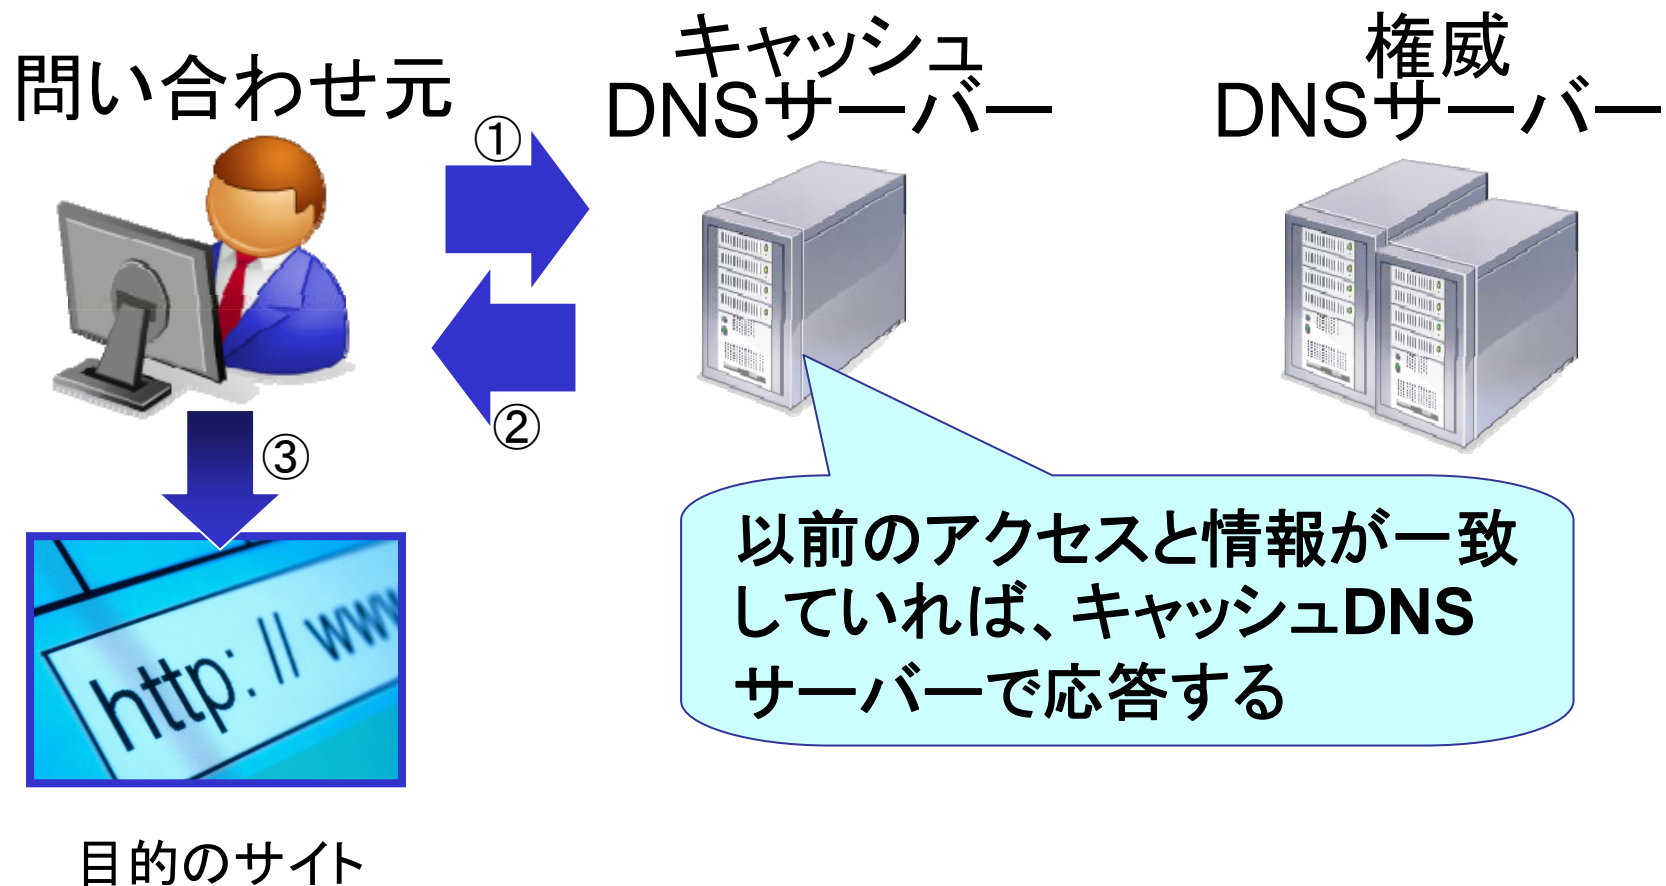 問い合わせ元
キャッシュ
DNSサーバー
権威
DNSサーバー
①
②
③
以前のアクセスと情報が一致
していれば、キャッシュDNS
サーバーで応答する
http: // www
目的のサイト